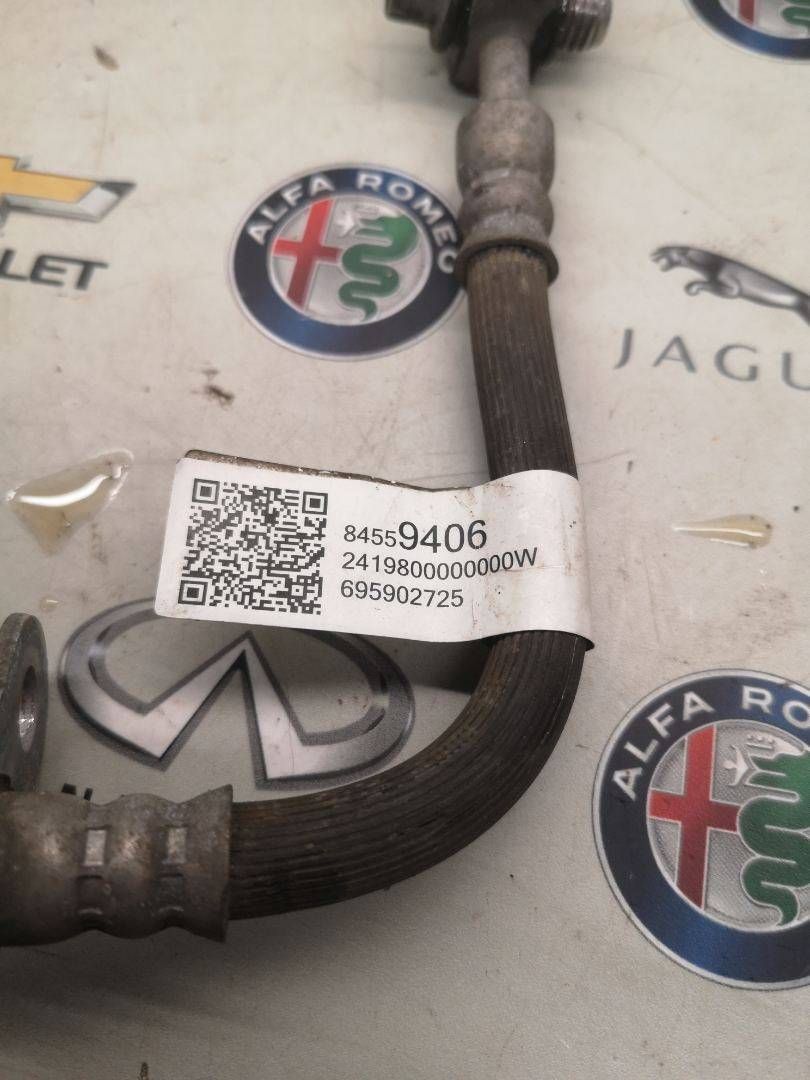 ALFA ROMEO
LET
JAGU
84559406
2419800000000W
695902725
ALFA RO